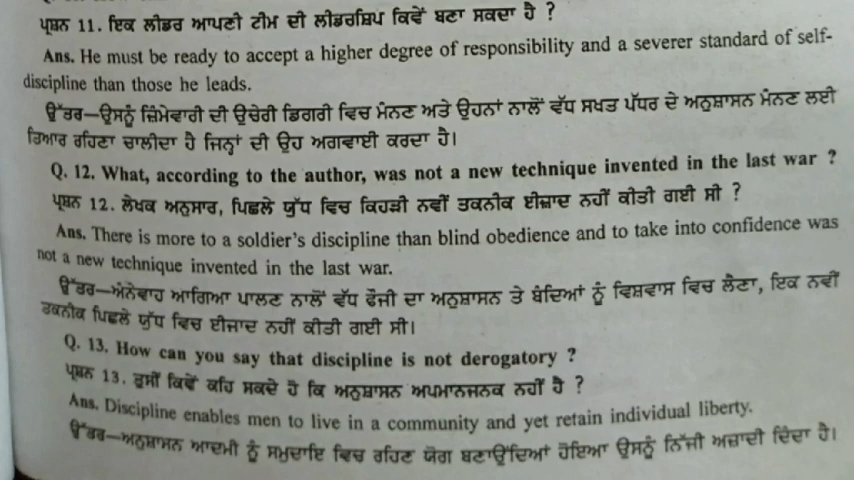 ਪ੍ਰਸ਼ਨ 11. ਇਕ ਲੀਡਰ ਆਪਣੀ ਟੀਮ ਦੀ ਲੀਡਰਸ਼ਿਪ ਕਿਵੇਂ ਬਣਾ ਸਕਦਾ ਹੈ ?
Ans. He must be ready to accept a higher degree of responsibility and a severer standard of self-
discipline than those he leads.
ਉੱਤਰ—ਉਸਨੂੰ ਜ਼ਿੰਮੇਵਾਰੀ ਦੀ ਉਚੇਰੀ ਡਿਗਰੀ ਵਿਚ ਮੰਨਣ ਅਤੇ ਉਹਨਾਂ ਨਾਲੋਂ ਵੱਧ ਸਖਤ ਪੱਧਰ ਦੇ ਅਨੁਸ਼ਾਸਨ ਮੰਨਣ ਲਈ
ਤਿਆਰ ਰਹਿਣਾ ਚਾਲੀਦਾ ਹੈ ਜਿਨ੍ਹਾਂ ਦੀ ਉਹ ਅਗਵਾਈ ਕਰਦਾ ਹੈ।
Q. 12. What, according to the author, was not a new technique invented in the last war ?
ਪ੍ਰਸ਼ਨ 12. ਲੇਖਕ ਅਨੁਸਾਰ, ਪਿਛਲੇ ਯੁੱਧ ਵਿਚ ਕਿਹੜੀ ਨਵੀਂ ਤਕਨੀਕ ਈਜ਼ਾਦ ਨਹੀਂ ਕੀਤੀ ਗਈ ਸੀ ?
Ans. There is more to a soldier's discipline than blind obedience and to take into confidence was
not a new technique invented in the last war.
ਉੱਤਰ—ਅੰਨੇਵਾਹ ਆਗਿਆ ਪਾਲਣ ਨਾਲੋਂ ਵੱਧ ਫੌਜੀ ਦਾ ਅਨੁਸ਼ਾਸਨ ਤੇ ਬੰਦਿਆਂ ਨੂੰ ਵਿਸ਼ਵਾਸ ਵਿਚ ਲੈਣਾ, ਇਕ ਨਵੀਂ
ਤਕਨੀਕ ਪਿਛਲੇ ਯੁੱਧ ਵਿਚ ਈਜਾਦ ਨਹੀਂ ਕੀਤੀ ਗਈ ਸੀ।
Q. 13. How can you say that discipline is not derogatory ?
ਪ੍ਰਸ਼ਨ 13. ਤੁਸੀਂ ਕਿਵੇਂ ਕਹਿ ਸਕਦੇ ਹੋ ਕਿ ਅਨੁਸ਼ਾਸਨ ਅਪਮਾਨਜਨਕ ਨਹੀਂ ਹੈ ?
Ans. Discipline enables men to live in a community and yet retain individual liberty.
ਉੱਤਰ—ਅਨੁਸ਼ਾਸਨ ਆਦਮੀ ਨੂੰ ਸਮੁਦਾਇ ਵਿਚ ਰਹਿਣ ਯੋਗ ਬਣਾਉਂਦਿਆਂ ਹੋਇਆ ਉਸਨੂੰ ਨਿੱਜੀ ਅਜ਼ਾਦੀ ਦਿੰਦਾ ਹੈ।